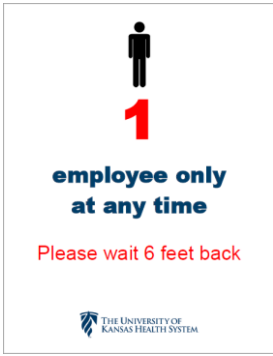 1
employee only
at any time
Please wait 6 feet back
THE UNIVERSITY OF
KANSAS HEALTH SYSTEM